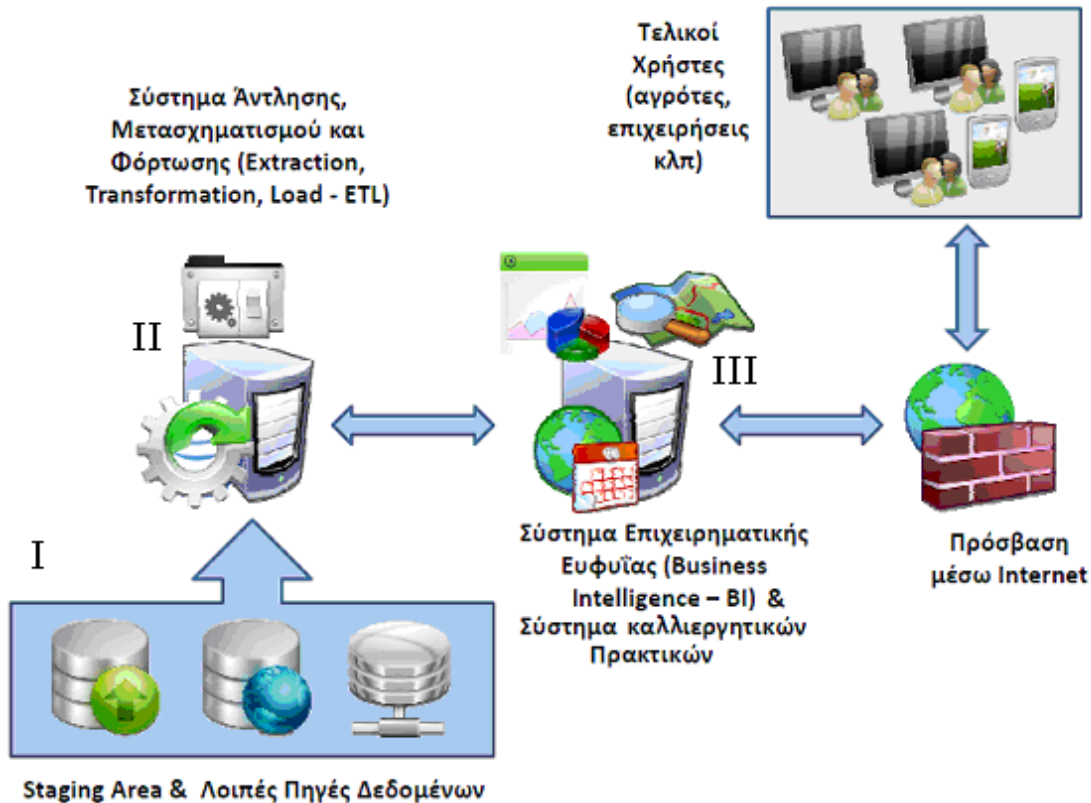 Τελικοί
Χρήστες
(αγρότες,
επιχειρήσεις
κλπ)
Σύστημα Άντλησης,
Μετασχηματισμού και
Φόρτωσης (Extraction,
Transformation, Load - ETL)
II
III
Σύστημα Επιχειρηματικής
Ευφυΐας (Business
Intelligence – BI) &
Σύστημα καλλιεργητικών
Πρακτικών
Πρόσβαση
μέσω Internet
I
Staging Area & Λοιπές Πηγές Δεδομένων